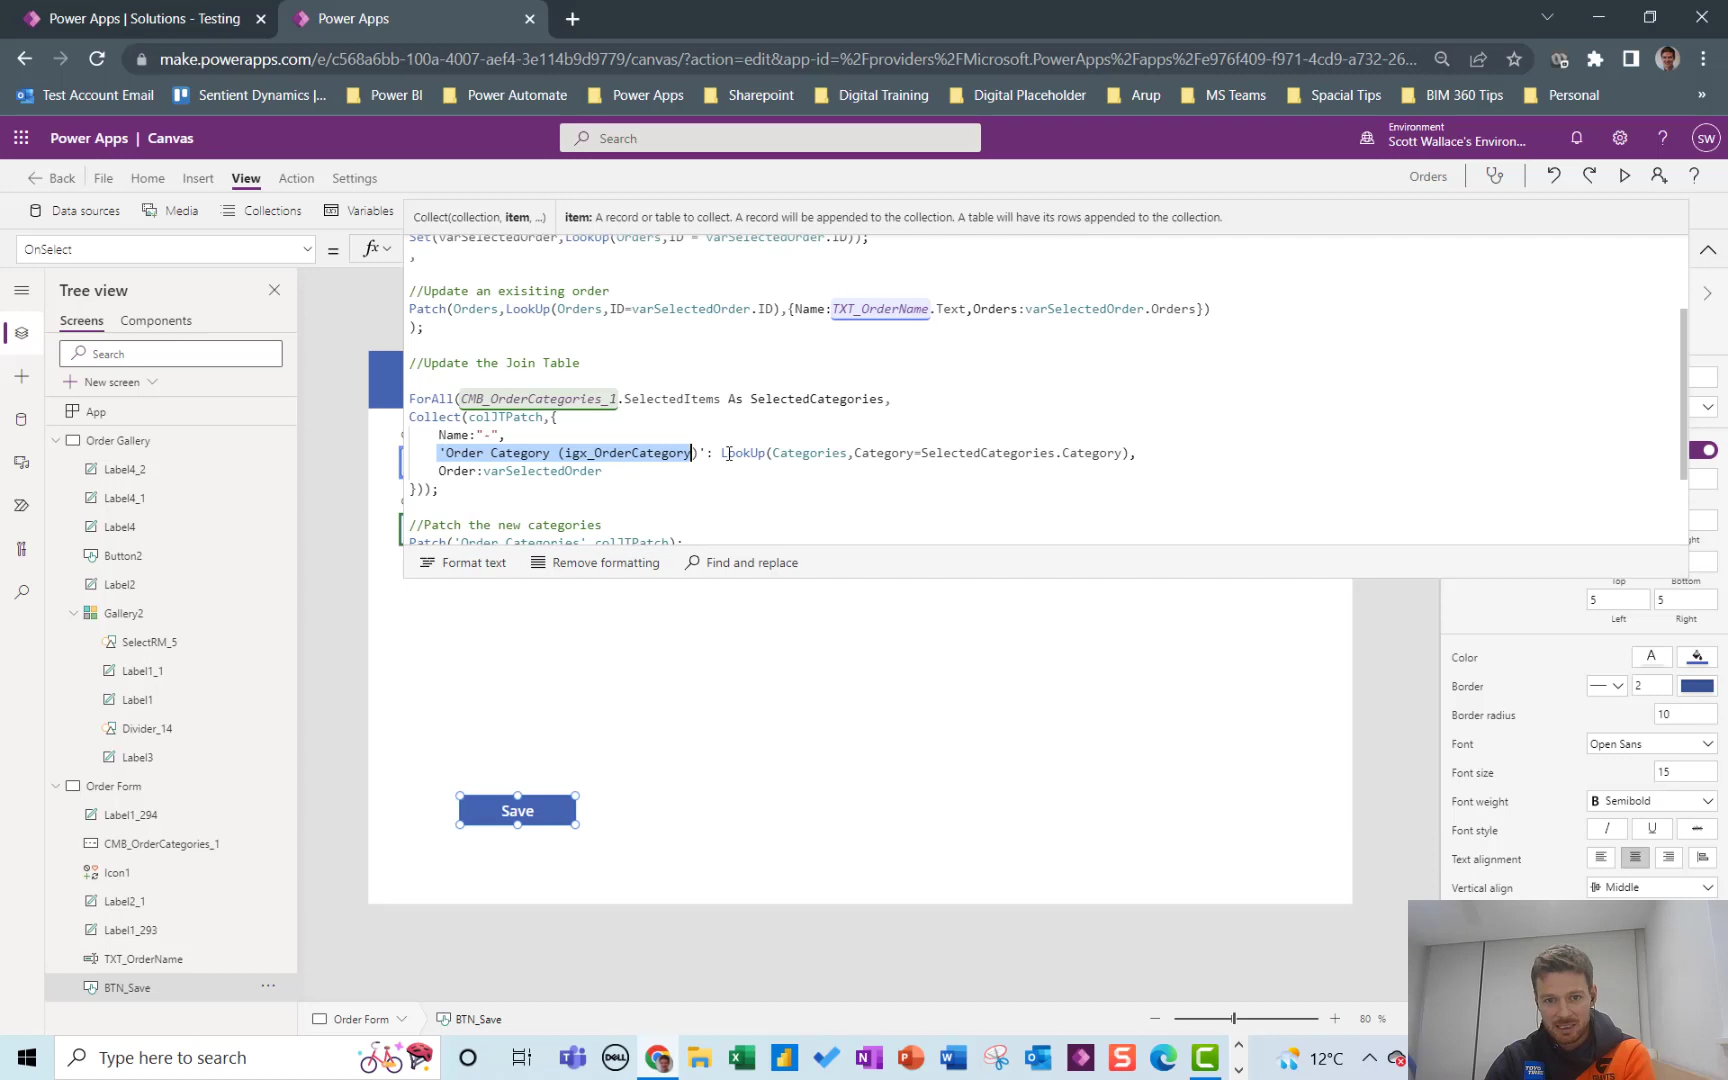 Power Apps | Solutions - Testing
Power Apps
make.powerapps.com/e/c568a6bb-100a-4007-aef4-3e114b9d9779/canvas/?action=edit&app-id=%2Fproviders%2FMicrosoft.PowerApps%2Fapps%2Fe976f409-f971-4cd9-a732-26...
Test Account Email
Sentient Dynamics |...
Power BI
Power Automate
Power Apps
Sharepoint
Digital Training
Digital Placeholder
Arup
MS Teams
Spacial Tips
BIM 360 Tips
Personal
»
Power Apps | Canvas
Search
Environment
Scott Wallace's Environ...
SW
Back
File
Home
Insert
View
Action
Settings
Orders
Data sources
Media
Collections
Variables
Collect(collection, item, ...)
item: A record or table to collect. A record will be appended to the collection. A table will have its rows appended to the collection.
OnSelect
=
fx
Set(varSelectedOrder,LookUp(Orders,ID = varSelectedOrder.ID));
,
//Update an exisiting order
Patch(Orders,LookUp(Orders,ID=varSelectedOrder.ID),{Name:TXT_OrderName.Text,Orders:varSelectedOrder.Orders})
);
//Update the Join Table
ForAll(CMB_OrderCategories_1.SelectedItems As SelectedCategories,
Collect(colJTPatch,{
Name:"-",
'Order Category (igx_OrderCategory)': LookUp(Categories,Category=SelectedCategories.Category),
Order:varSelectedOrder
}));
//Patch the new categories
Patch('Order Categories',colJTPatch);
Format text
Remove formatting
Find and replace
Tree view
Screens
Components
Search
New screen
App
Order Gallery
Label4_2
Label4_1
Label4
Button2
Label2
Gallery2
SelectRM_5
Label1_1
Label1
Divider_14
Label3
Order Form
Label1_294
CMB_OrderCategories_1
Icon1
Label2_1
Label1_293
TXT_OrderName
BTN_Save
...
Save
Top
Bottom
5
5
Left
Right
Color
A
Border
2
Border radius
10
Font
Open Sans
Font size
15
Font weight
B Semibold
Font style
/
U
Text alignment
Vertical align
Middle
Order Form
BTN_Save
80 %
Type here to search
12°C